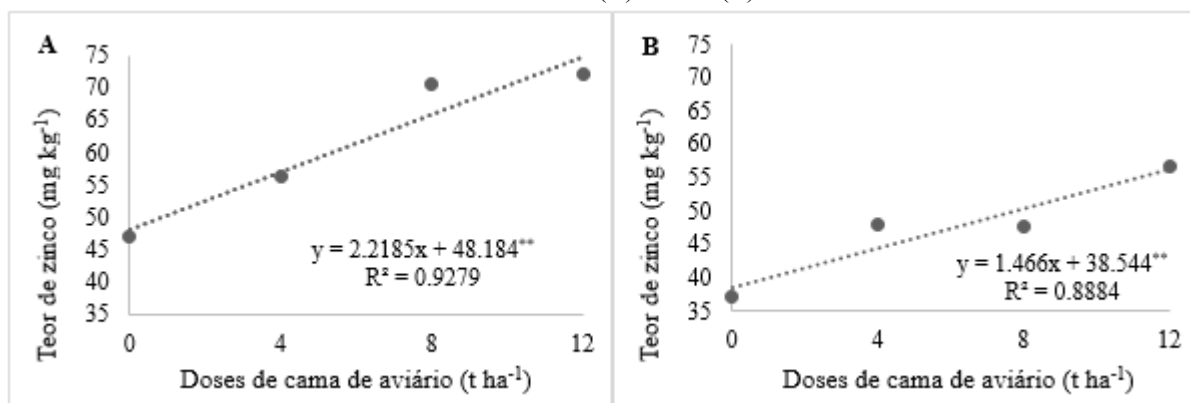 A
Teor de zinco (mg kg⁻¹)
75
70
65
60
55
50
45
40
35
y = 2.2185x + 48.184**
R² = 0.9279
0 4 8 12
Doses de cama de aviário (t ha⁻¹)
B
Teor de zinco (mg kg⁻¹)
75
70
65
60
55
50
45
40
35
y = 1.466x + 38.544**
R² = 0.8884
0 4 8 12
Doses de cama de aviário (t ha⁻¹)